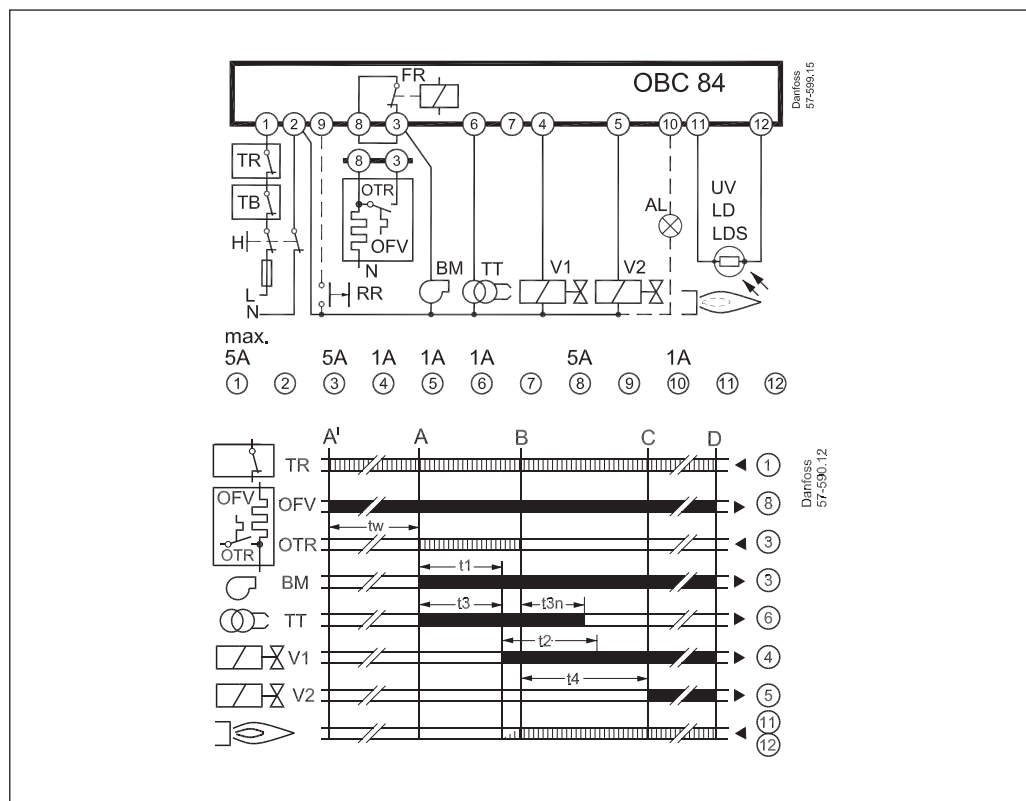 FR
OBC 84
Danfoss
57-599.15
1 2 9 8 3 6 7 4 5 10 11 12
TR
8 3
OTR
UV
TB
AL
LD
LDS
H
OFV
BM TT V1 V2
N
RR
L
N
max.
5A 5A 1A 1A 1A 5A 1A
1 2 3 4 5 6 7 8 9 10 11 12
A' A B C D
TR 1
Danfoss
57-590.12
OFV OFV 8
tw
OTR OTR 3
t1
BM 3
t3 t3n
TT 6
t2
V1 4
t4
V2 5
11
12